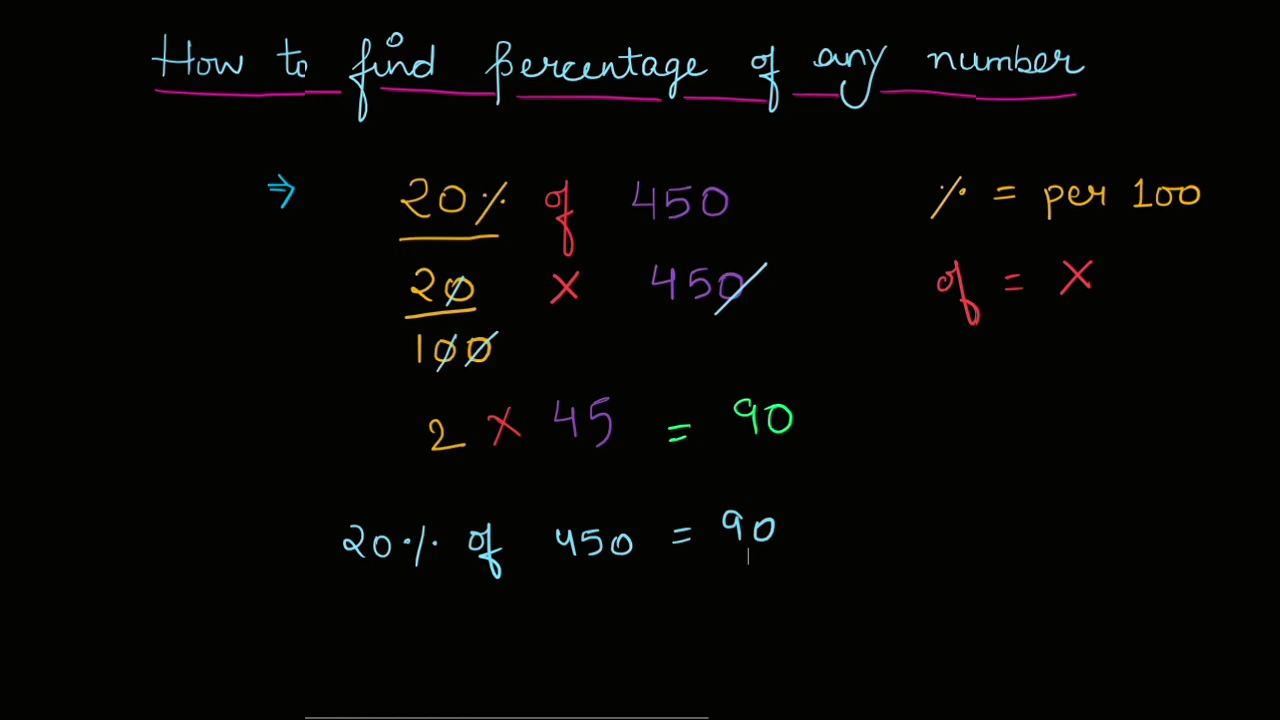 How to find percentage of any number
⇒ 20% of 450
% = per 100
20/100 × 450
of = ×
2 × 45 = 90
20% of 450 = 90